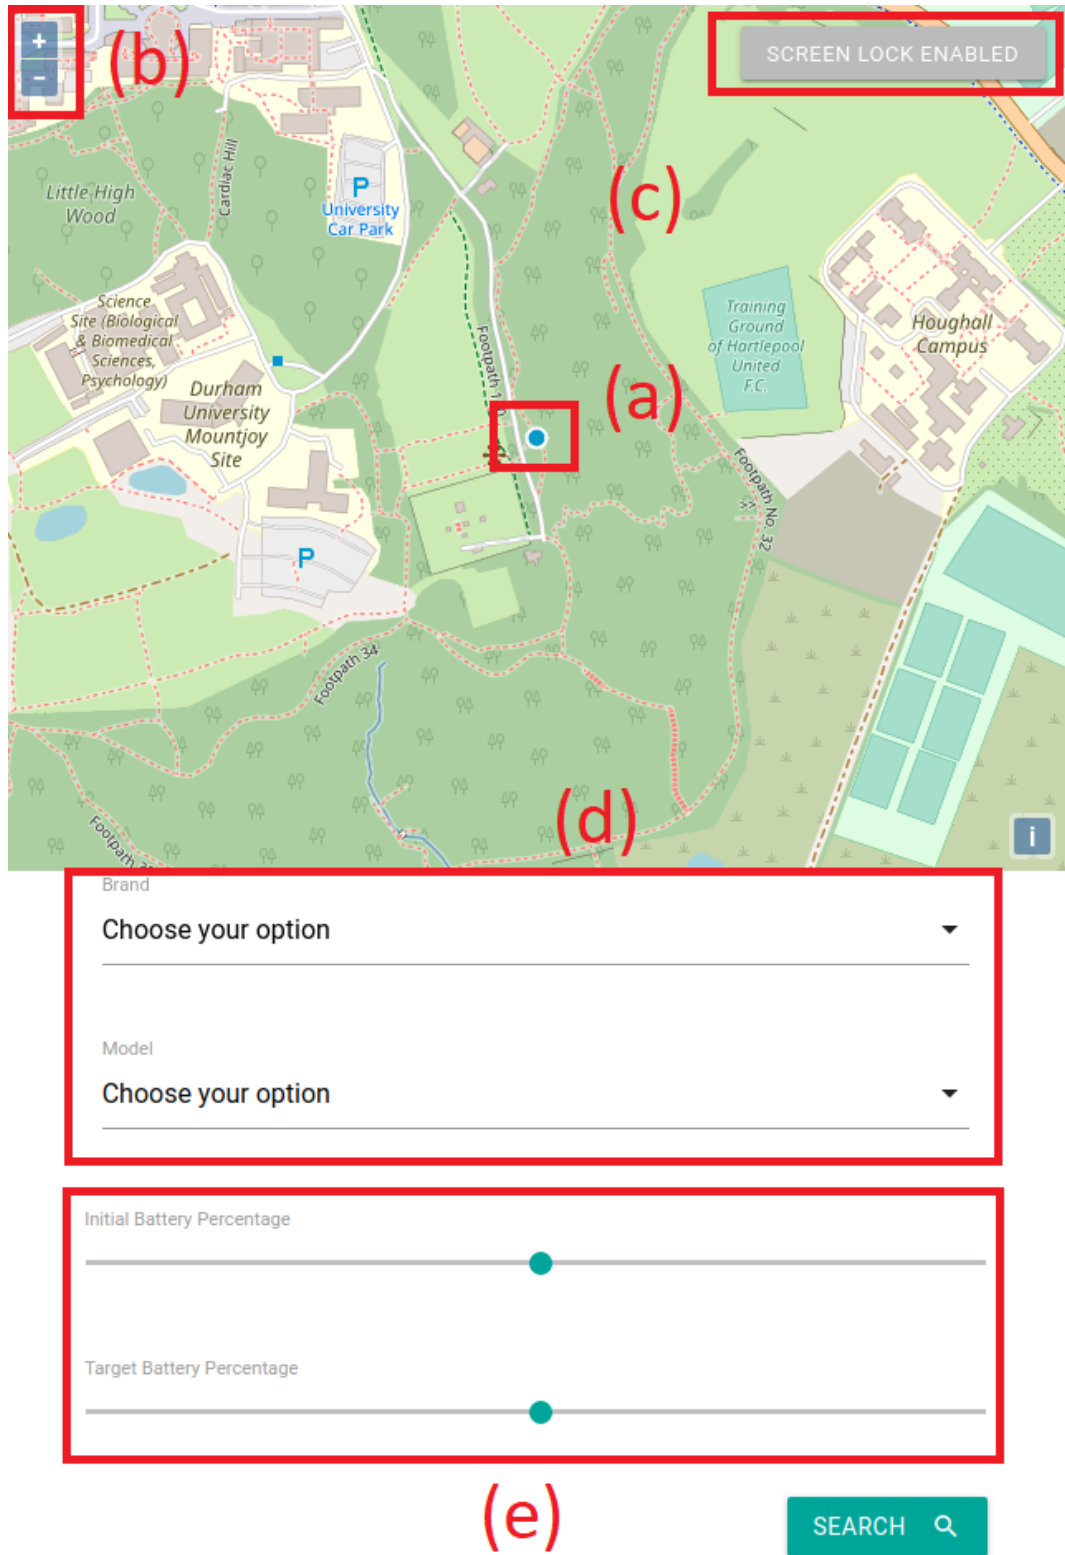 +
(b)
SCREEN LOCK ENABLED
−
Cardiac Hill
Little High
Wood
P
University
Car Park
(c)
Science
Site (Biological
& Biomedical
Sciences,
Psychology)
Training
Ground
of Hartlepool
United
F.C.
Houghall
Campus
Durham
University
Mountjoy
Site
Footpath
(a)
Footpath No. 32
P
Footpath 34
(d)
Footpath
i
Brand
Choose your option
Model
Choose your option
Initial Battery Percentage
Target Battery Percentage
(e)
SEARCH